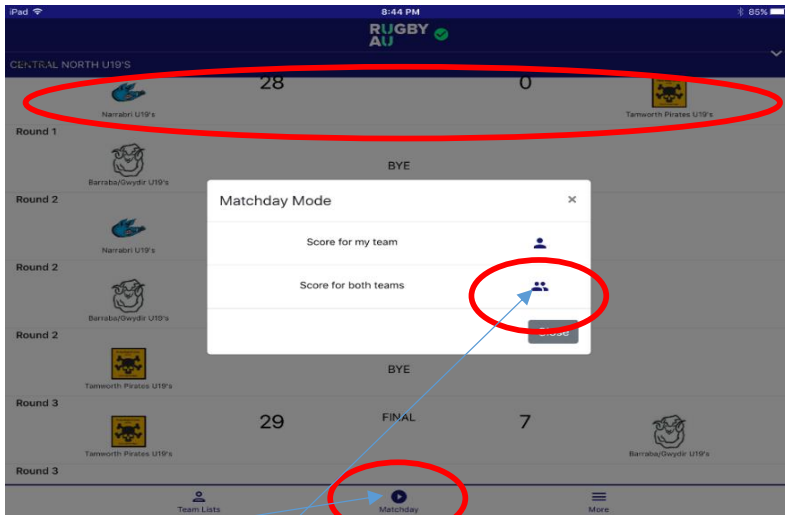 iPad 8:44 PM 85%
RUGBY
AU
CENTRAL NORTH U19'S
28 0
Narrabri U19's Tamworth Pirates U19's
Round 1
BYE
Barraba/Gwydir U19's
Round 2
Matchday Mode ×
Narrabri U19's
Score for my team
Round 2
Score for both teams
Barraba/Gwydir U19's
Close
Round 2
BYE
Tamworth Pirates U19's
Round 3
29 FINAL 7
Tamworth Pirates U19's Barraba/Gwydir U19's
Round 3
Team Lists Matchday More